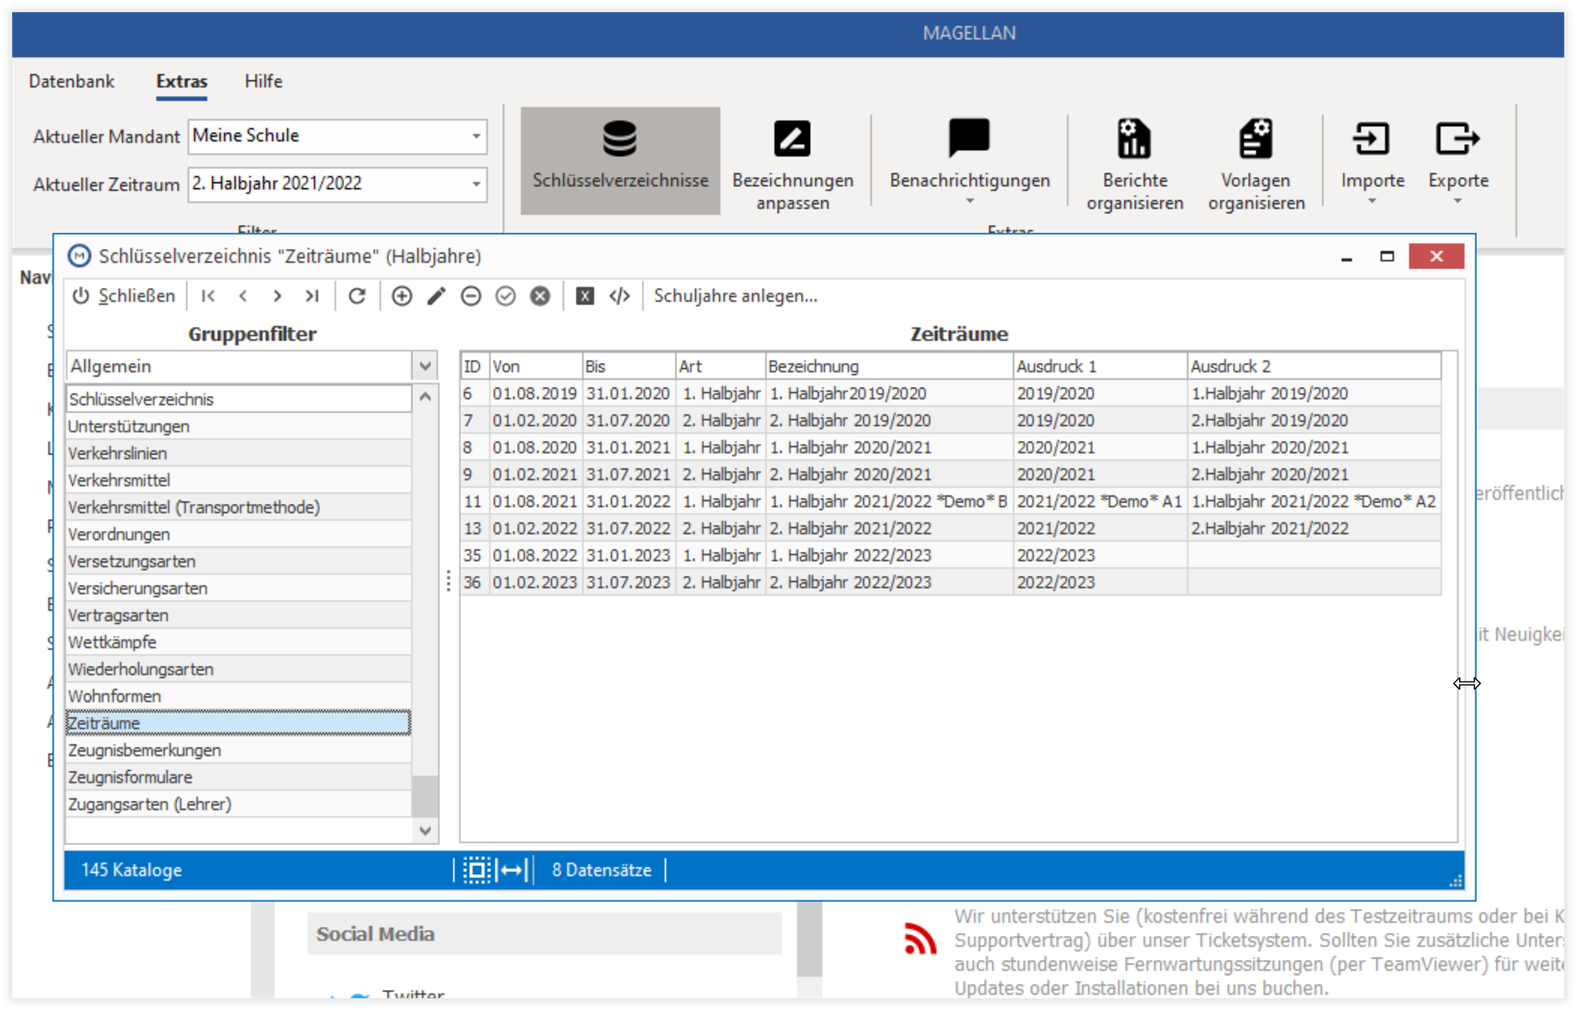 MAGELLAN
Datenbank Extras Hilfe
Aktueller Mandant Meine Schule
Aktueller Zeitraum 2. Halbjahr 2021/2022
Filter
Schlüsselverzeichnisse
Bezeichnungen
anpassen
Benachrichtigungen
Berichte
organisieren
Vorlagen
organisieren
Importe
Exporte
Extras
Schlüsselverzeichnis "Zeiträume" (Halbjahre)
Schließen Schuljahre anlegen...
Gruppenfilter
Allgemein
Schlüsselverzeichnis
Unterstützungen
Verkehrslinien
Verkehrsmittel
Verkehrsmittel (Transportmethode)
Verordnungen
Versetzungsarten
Versicherungsarten
Vertragsarten
Wettkämpfe
Wiederholungsarten
Wohnformen
Zeiträume
Zeugnisbemerkungen
Zeugnisformulare
Zugangsarten (Lehrer)
Zeiträume
ID Von Bis Art Bezeichnung Ausdruck 1 Ausdruck 2
6 01.08.2019 31.01.2020 1. Halbjahr 1. Halbjahr2019/2020 2019/2020 1.Halbjahr 2019/2020
7 01.02.2020 31.07.2020 2. Halbjahr 2. Halbjahr 2019/2020 2019/2020 2.Halbjahr 2019/2020
8 01.08.2020 31.01.2021 1. Halbjahr 1. Halbjahr 2020/2021 2020/2021 1.Halbjahr 2020/2021
9 01.02.2021 31.07.2021 2. Halbjahr 2. Halbjahr 2020/2021 2020/2021 2.Halbjahr 2020/2021
11 01.08.2021 31.01.2022 1. Halbjahr 1. Halbjahr 2021/2022 *Demo* B 2021/2022 *Demo* A1 1.Halbjahr 2021/2022 *Demo* A2
13 01.02.2022 31.07.2022 2. Halbjahr 2. Halbjahr 2021/2022 2021/2022 2.Halbjahr 2021/2022
35 01.08.2022 31.01.2023 1. Halbjahr 1. Halbjahr 2022/2023 2022/2023
36 01.02.2023 31.07.2023 2. Halbjahr 2. Halbjahr 2022/2023 2022/2023
145 Kataloge 8 Datensätze
Social Media
Twitter
Wir unterstützen Sie (kostenfrei während des Testzeitraums oder bei K
Supportvertrag) über unser Ticketsystem. Sollten Sie zusätzliche Unter
auch stundenweise Fernwartungssitzungen (per TeamViewer) für weite
Updates oder Installationen bei uns buchen.